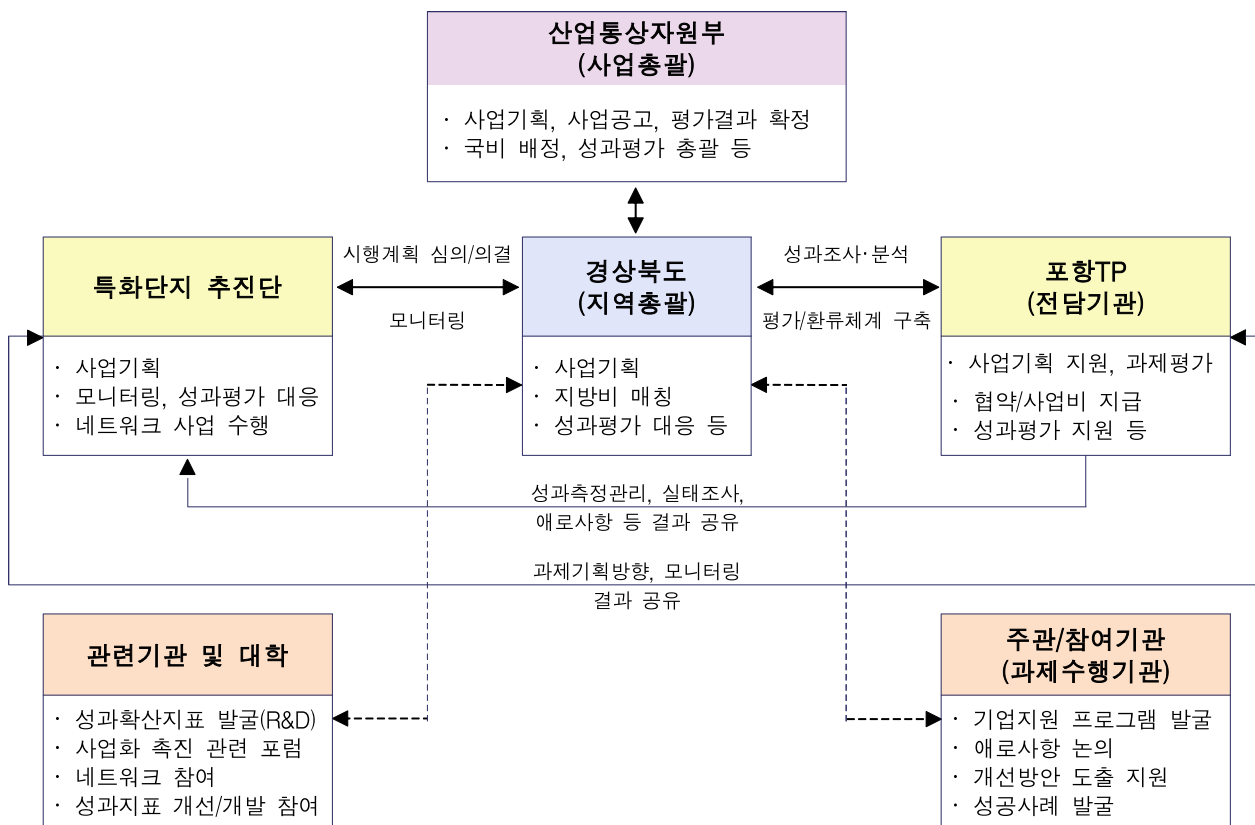 산업통상자원부
(사업총괄)
· 사업기획, 사업공고, 평가결과 확정
· 국비 배정, 성과평가 총괄 등
특화단지 추진단
· 사업기획
· 모니터링, 성과평가 대응
· 네트워크 사업 수행
시행계획 심의/의결
모니터링
경상북도
(지역총괄)
· 사업기획
· 지방비 매칭
· 성과평가 대응 등
성과조사·분석
평가/환류체계 구축
포항TP
(전담기관)
· 사업기획 지원, 과제평가
· 협약/사업비 지급
· 성과평가 지원 등
성과측정관리, 실태조사,
애로사항 등 결과 공유
과제기획방향, 모니터링
결과 공유
관련기관 및 대학
· 성과확산지표 발굴(R&D)
· 사업화 촉진 관련 포럼
· 네트워크 참여
· 성과지표 개선/개발 참여
주관/참여기관
(과제수행기관)
· 기업지원 프로그램 발굴
· 애로사항 논의
· 개선방안 도출 지원
· 성공사례 발굴